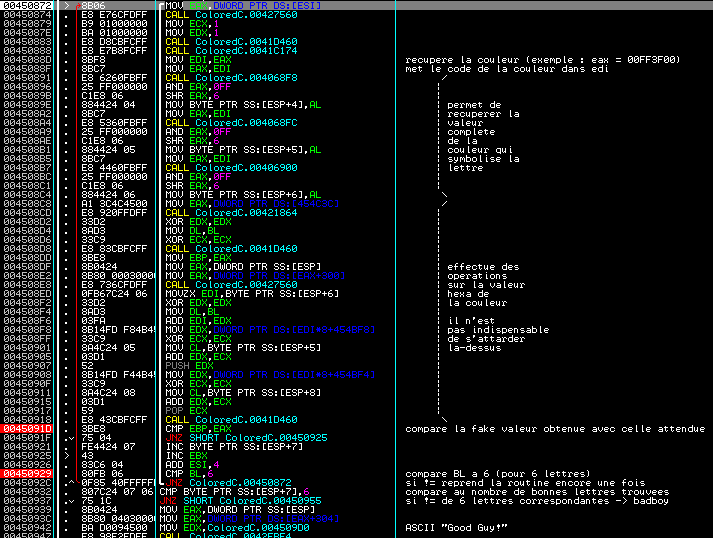 00450872 > 8B06 MOV EAX,DWORD PTR DS:[ESI]
00450874 . E8 E76CFDFF CALL ColoredC.00427560
00450879 . B9 01000000 MOV ECX,1
0045087E . BA 01000000 MOV EDX,1
00450883 . E8 D8CBFCFF CALL ColoredC.0041D460
00450888 . E8 E7B8FCFF CALL ColoredC.0041C174
0045088D . 8BF8 MOV EDI,EAX recupere la couleur (exemple : eax = 00FF3F00)
0045088F . 8BC7 MOV EAX,EDI met le code de la couleur dans edi
00450891 . E8 6260FBFF CALL ColoredC.004068F8
00450896 . 25 FF000000 AND EAX,0FF
0045089B . C1E8 06 SHR EAX,6
0045089E . 884424 04 MOV BYTE PTR SS:[ESP+4],AL permet de
004508A2 . 8BC7 MOV EAX,EDI recuperer la
004508A4 . E8 5360FBFF CALL ColoredC.004068FC valeur
004508A9 . 25 FF000000 AND EAX,0FF complete
004508AE . C1E8 06 SHR EAX,6 de la
004508B1 . 884424 05 MOV BYTE PTR SS:[ESP+5],AL couleur qui
004508B5 . 8BC7 MOV EAX,EDI symbolise la
004508B7 . E8 4460FBFF CALL ColoredC.00406900 lettre
004508BC . 25 FF000000 AND EAX,0FF
004508C1 . C1E8 06 SHR EAX,6
004508C4 . 884424 06 MOV BYTE PTR SS:[ESP+6],AL
004508C8 . A1 3C4C4500 MOV EAX,DWORD PTR DS:[454C3C]
004508CD . E8 920FFDFF CALL ColoredC.00421864
004508D2 . 33D2 XOR EDX,EDX
004508D4 . 8AD3 MOV DL,BL
004508D6 . 33C9 XOR ECX,ECX
004508D8 . E8 83CBFCFF CALL ColoredC.0041D460
004508DD . 8BE8 MOV EBP,EAX
004508DF . 8B0424 MOV EAX,DWORD PTR SS:[ESP] effectue des
004508E2 . 8B80 00030000 MOV EAX,DWORD PTR DS:[EAX+300] operations
004508E8 . E8 736CFDFF CALL ColoredC.00427560 sur la valeur
004508ED . 0FB67C24 06 MOVZX EDI,BYTE PTR SS:[ESP+6] hexa de
004508F2 . 33D2 XOR EDX,EDX la couleur
004508F4 . 8AD3 MOV DL,BL
004508F6 . 03FA ADD EDI,EDX il n'est
004508F8 . 8B14FD F84B45 MOV EDX,DWORD PTR DS:[EDI*8+454BF8] pas indispensable
004508FF . 33C9 XOR ECX,ECX de s'attarder
00450901 . 8A4C24 05 MOV CL,BYTE PTR SS:[ESP+5] la-dessus
00450905 . 03D1 ADD EDX,ECX
00450907 . 52 PUSH EDX
00450908 . 8B14FD F44B45 MOV EDX,DWORD PTR DS:[EDI*8+454BF4]
0045090F . 33C9 XOR ECX,ECX
00450911 . 8A4C24 08 MOV CL,BYTE PTR SS:[ESP+8]
00450915 . 03D1 ADD EDX,ECX
00450917 . 59 POP ECX
00450918 . E8 43CBFCFF CALL ColoredC.0041D460
0045091D . 3BE8 CMP EBP,EAX compare la fake valeur obtenue avec celle attendue
0045091F . 75 04 JNZ SHORT ColoredC.00450925
00450921 . FE4424 07 INC BYTE PTR SS:[ESP+7]
00450925 > 43 INC EBX
00450926 . 83C6 04 ADD ESI,4
00450929 . 80FB 06 CMP BL,6 compare BL a 6 (pour 6 lettres)
0045092C .^ 0F85 40FFFFFF JNZ ColoredC.00450872 si != reprend la routine encore une fois
00450932 . 807C24 07 06 CMP BYTE PTR SS:[ESP+7],6 compare au nombre de bonnes lettres trouvees
00450937 . 75 1C JNZ SHORT ColoredC.00450955 si != de 6 lettres correspondantes -> badboy
00450939 . 8B0424 MOV EAX,DWORD PTR SS:[ESP]
0045093C . 8B80 04030000 MOV EAX,DWORD PTR DS:[EAX+304]
00450942 . BA D0094500 MOV EDX,ColoredC.004509D0 ASCII "Good Guy!"
00450947